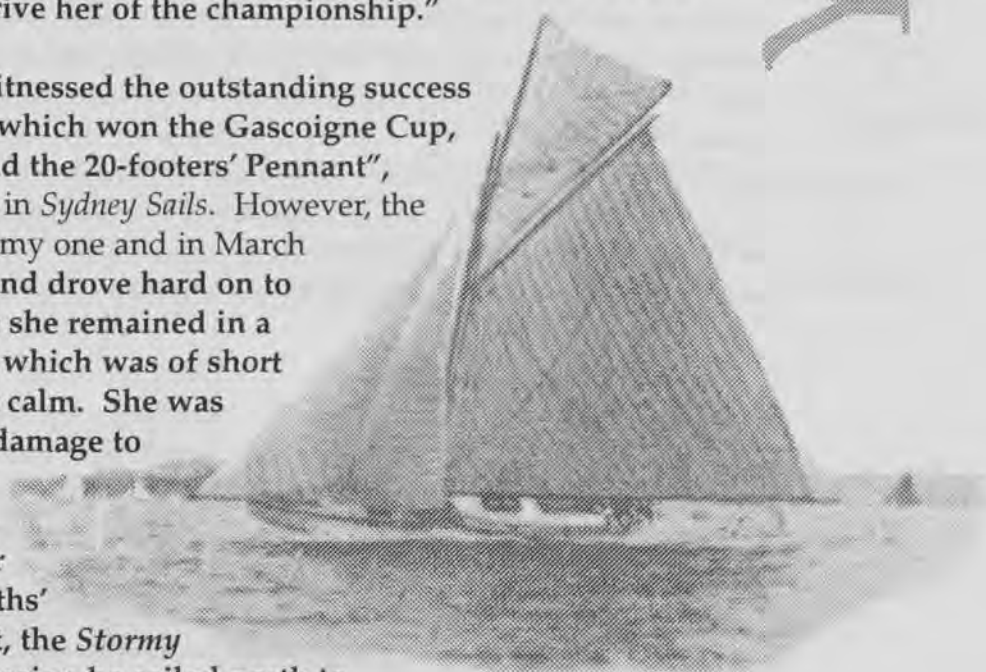 rive her of the championship."
itnessed the outstanding success
which won the Gascoigne Cup,
d the 20-footers' Pennant",
in Sydney Sails. However, the
my one and in March
nd drove hard on to
she remained in a
which was of short
calm. She was
damage to
ths'
, the Stormy